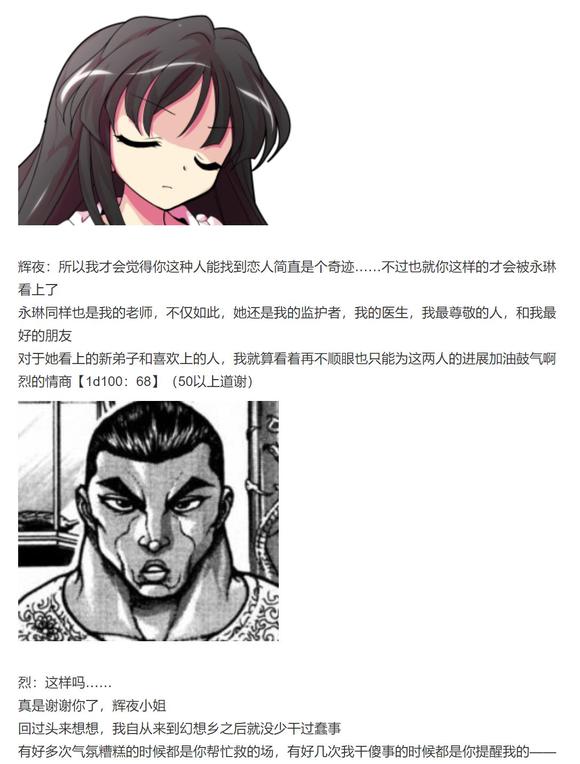 辉夜：所以我才会觉得你这种人能找到恋人简直是个奇迹……不过也就你这样的才会被永琳
看上了
永琳同样也是我的老师，不仅如此，她还是我的监护者，我的医生，我最尊敬的人，和我最
好的朋友
对于她看上的新弟子和喜欢上的人，我就算看着再不顺眼也只能为这两人的进展加油鼓气啊
烈的情商【1d100：68】（50以上道谢）
烈：这样吗……
真是谢谢你了，辉夜小姐
回过头来想想，我自从来到幻想乡之后就没少干过蠢事
有好多次气氛糟糕的时候都是你帮忙救的场，有好几次我干傻事的时候都是你提醒我的——